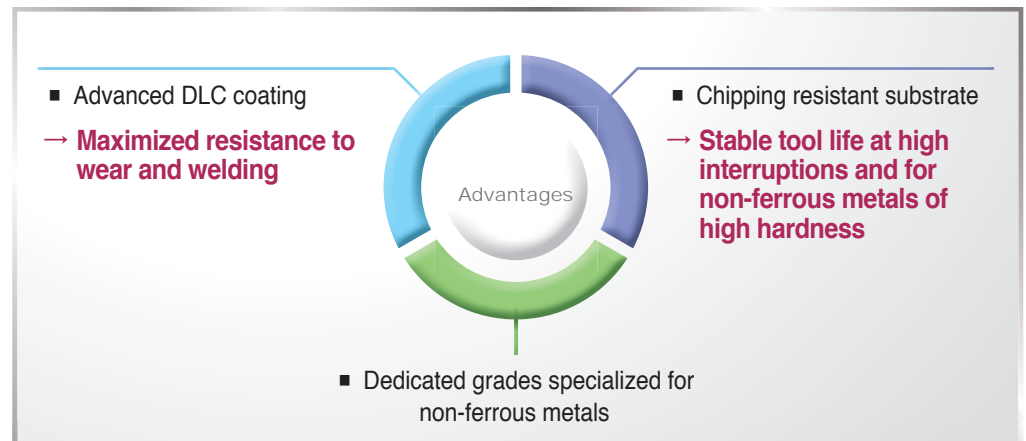 ■ Advanced DLC coating
→ Maximized resistance to
wear and welding
Advantages
■ Chipping resistant substrate
→ Stable tool life at high
interruptions and for
non-ferrous metals of
high hardness
■ Dedicated grades specialized for
non-ferrous metals